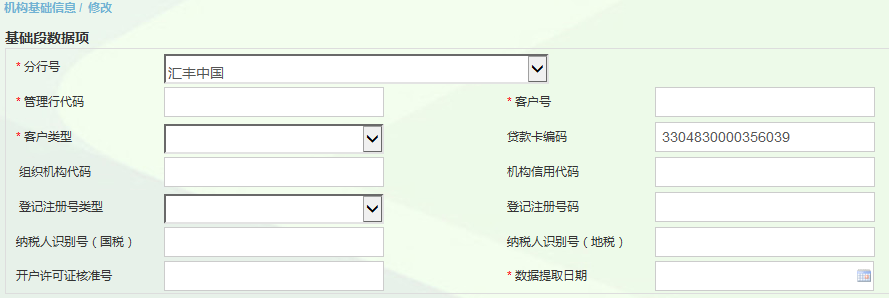 机构基础信息 / 修改
基础段数据项
* 分行号 汇丰中国
* 管理行代码 * 客户号
* 客户类型 贷款卡编码 3304830000356039
组织机构代码 机构信用代码
登记注册号类型 登记注册号码
纳税人识别号（国税） 纳税人识别号（地税）
开户许可证核准号 * 数据提取日期